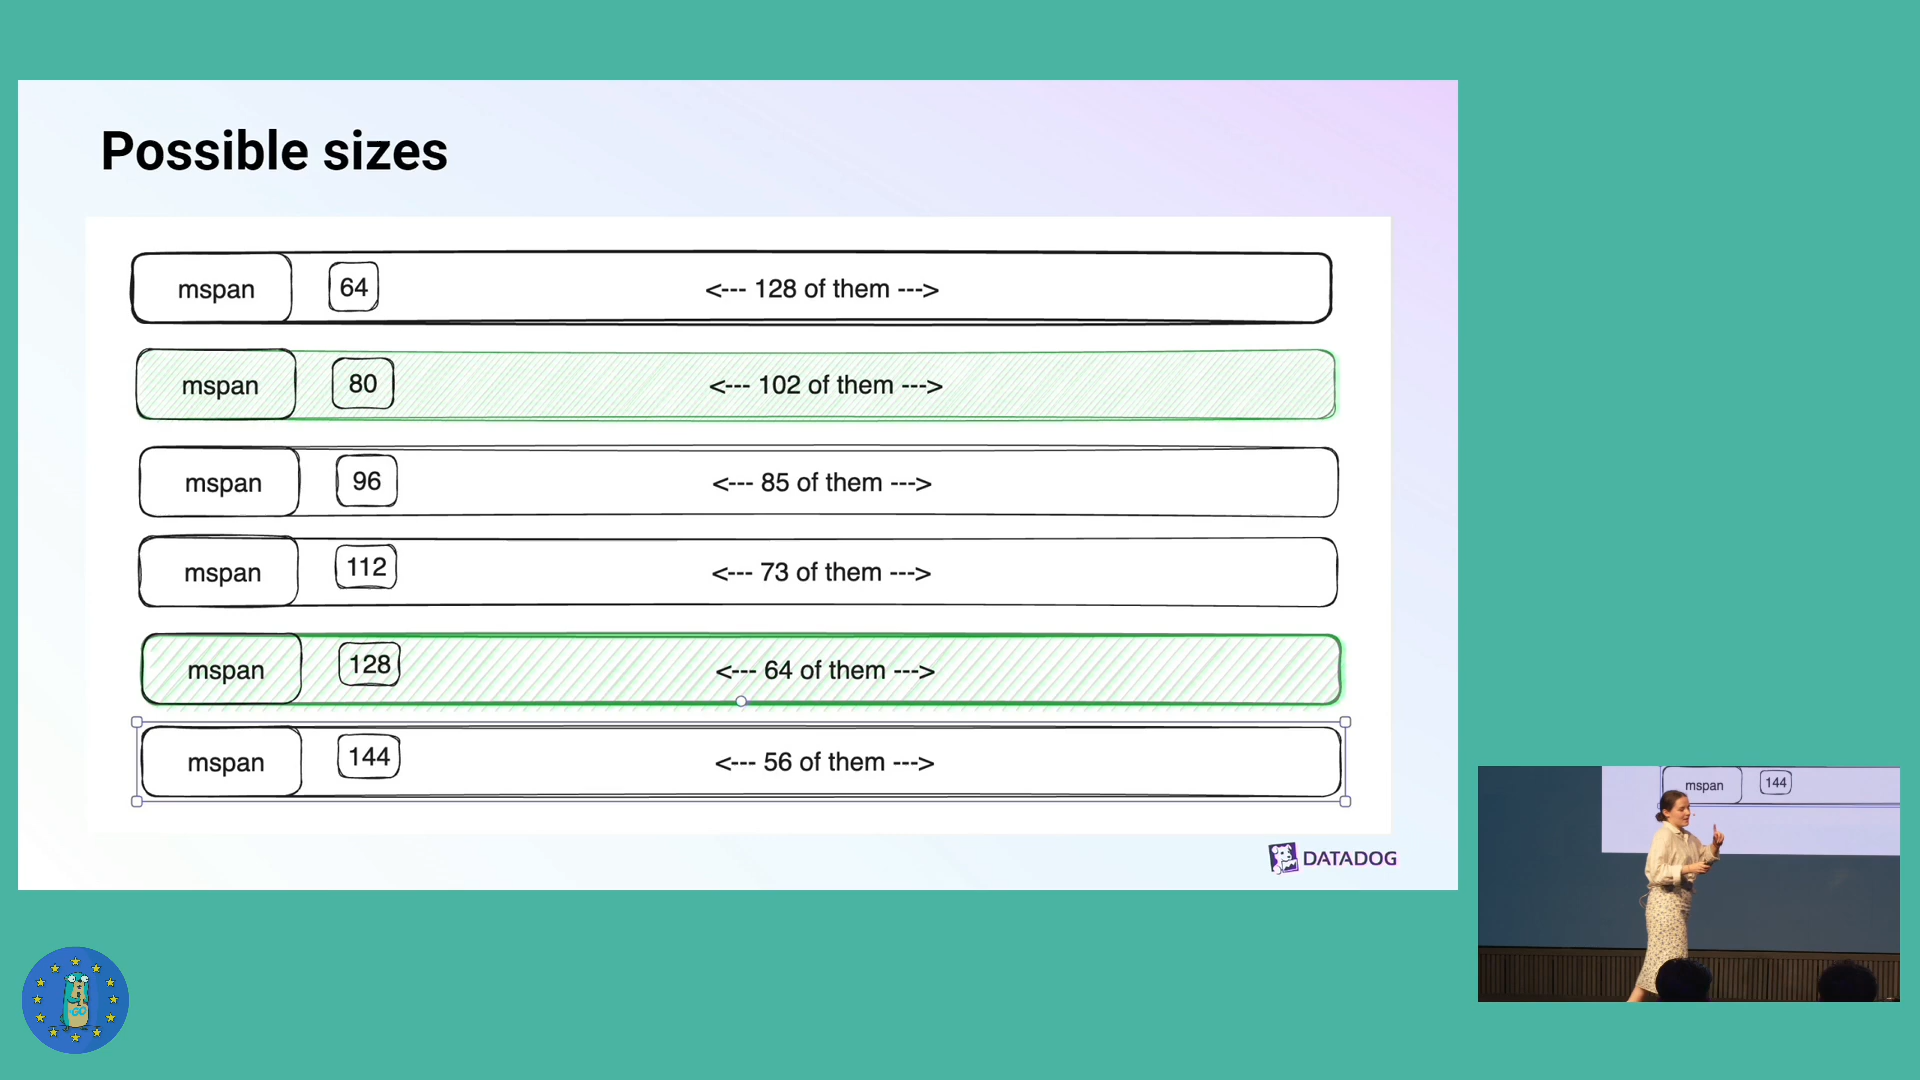 Possible sizes
mspan 64 <--- 128 of them --->
mspan 80 <--- 102 of them --->
mspan 96 <--- 85 of them --->
mspan 112 <--- 73 of them --->
mspan 128 <--- 64 of them --->
mspan 144 <--- 56 of them --->
DATADOG
mspan 144
GO